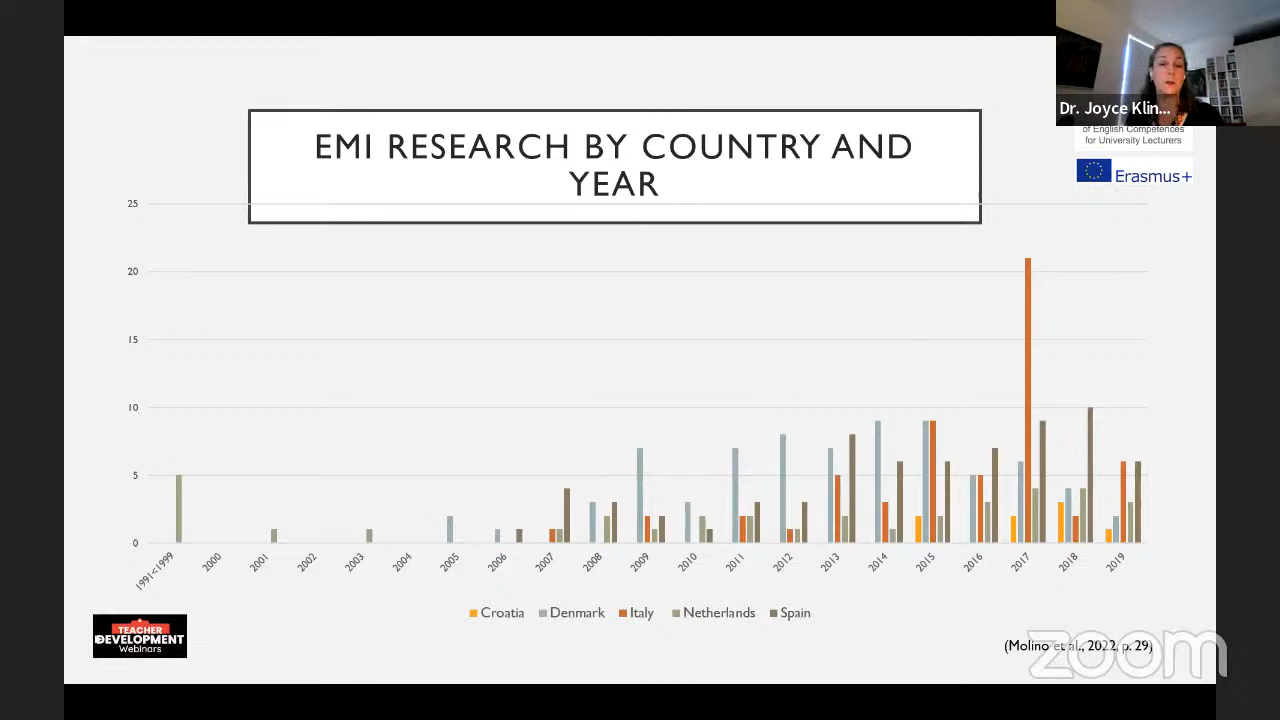 Dr. Joyce Klin...
of English Competences
for University Lecturers
Erasmus+
EMI RESEARCH BY COUNTRY AND
YEAR
25
20
15
10
5
0
1991<1999 2000 2001 2002 2003 2004 2005 2006 2007 2008 2009 2010 2011 2012 2013 2014 2015 2016 2017 2018 2019
Croatia Denmark Italy Netherlands Spain
TEACHER
DEVELOPMENT
Webinars
(Molino et al., 2022, p. 29)
zoom